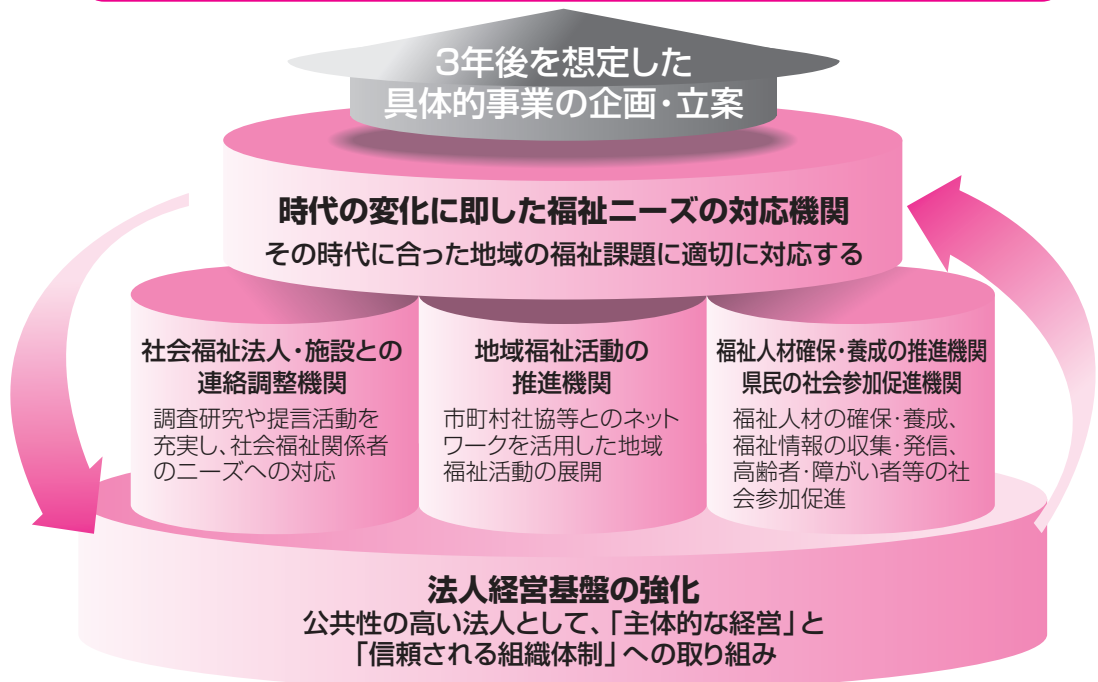 3年後を想定した
具体的事業の企画・立案
時代の変化に即した福祉ニーズの対応機関
その時代に合った地域の福祉課題に適切に対応する
社会福祉法人・施設との
連絡調整機関
調査研究や提言活動を
充実し、社会福祉関係者
のニーズへの対応
地域福祉活動の
推進機関
市町村社協等とのネット
ワークを活用した地域
福祉活動の展開
福祉人材確保・養成の推進機関
県民の社会参加促進機関
福祉人材の確保・養成、
福祉情報の収集・発信、
高齢者・障がい者等の社
会参加促進
法人経営基盤の強化
公共性の高い法人として、「主体的な経営」と
「信頼される組織体制」への取り組み